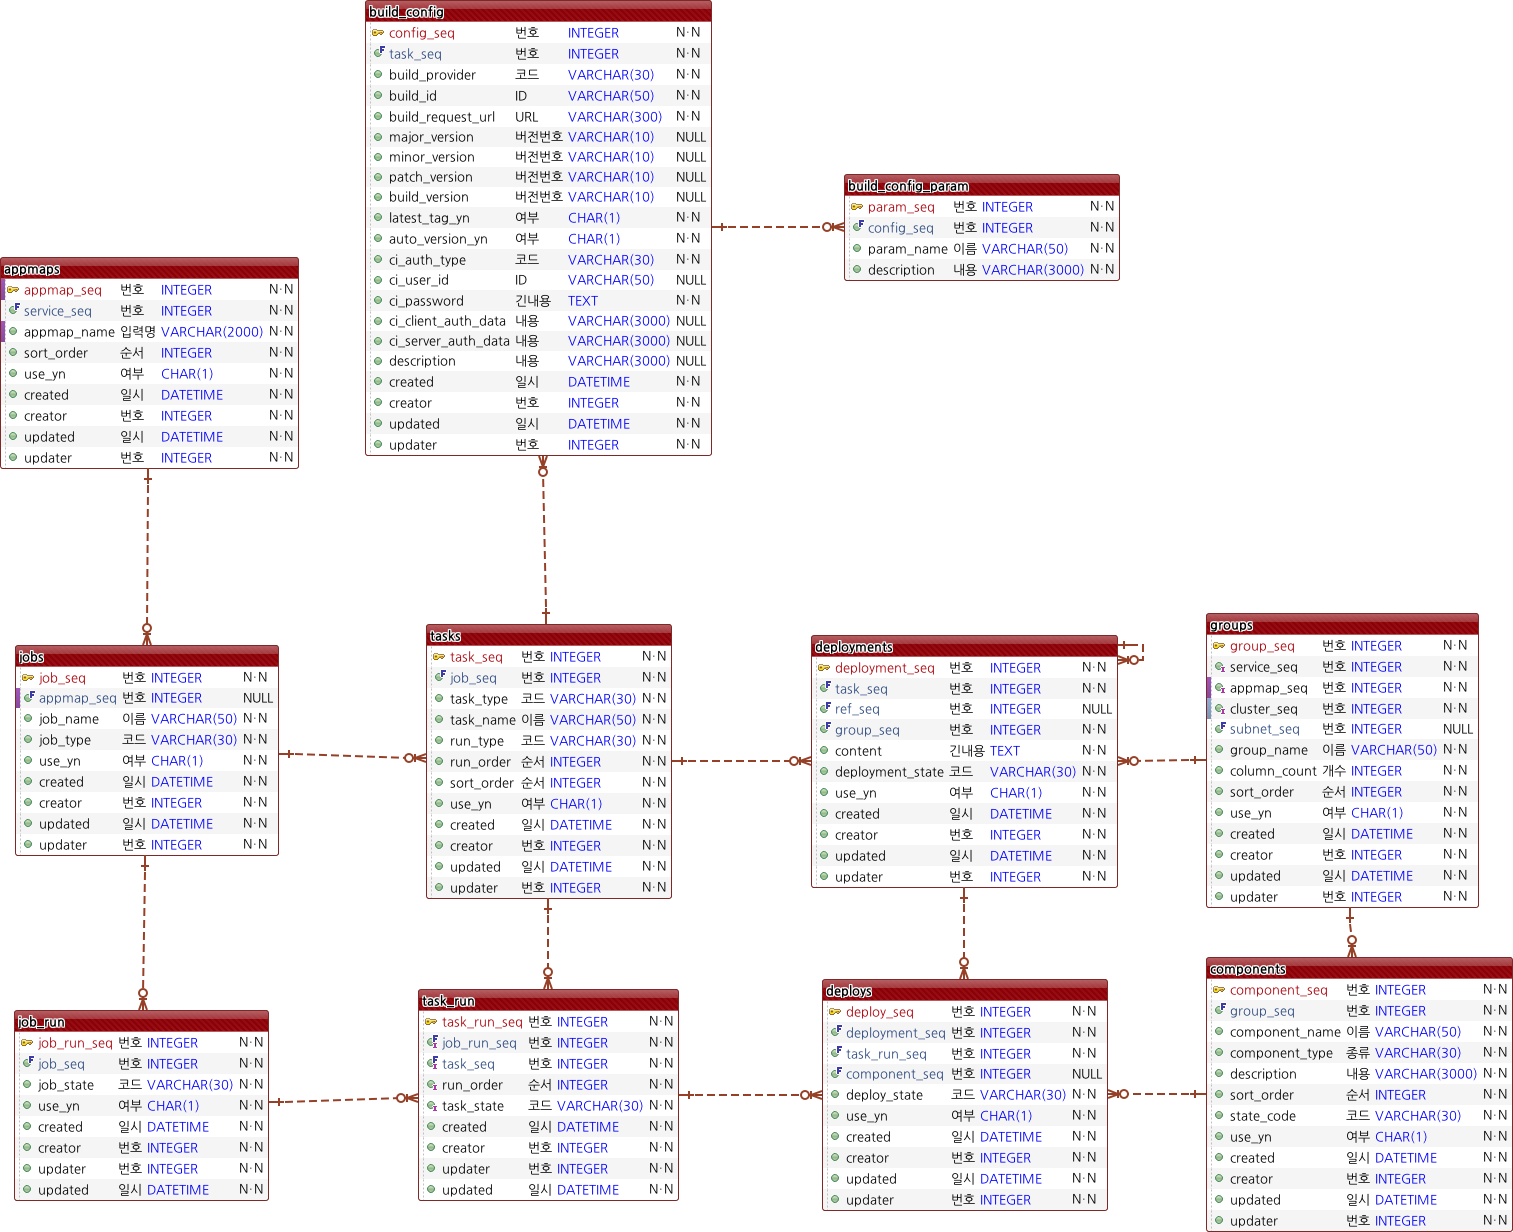 build_config
config_seq 번호 INTEGER N·N
task_seq 번호 INTEGER N·N
build_provider 코드 VARCHAR(30) N·N
build_id ID VARCHAR(50) N·N
build_request_url URL VARCHAR(300) N·N
major_version 버전번호 VARCHAR(10) NULL
minor_version 버전번호 VARCHAR(10) NULL
patch_version 버전번호 VARCHAR(10) NULL
build_version 버전번호 VARCHAR(10) NULL
latest_tag_yn 여부 CHAR(1) N·N
auto_version_yn 여부 CHAR(1) N·N
ci_auth_type 코드 VARCHAR(30) N·N
ci_user_id ID VARCHAR(50) NULL
ci_password 긴내용 TEXT N·N
ci_client_auth_data 내용 VARCHAR(3000) NULL
ci_server_auth_data 내용 VARCHAR(3000) NULL
description 내용 VARCHAR(3000) NULL
created 일시 DATETIME N·N
creator 번호 INTEGER N·N
updated 일시 DATETIME N·N
updater 번호 INTEGER N·N
build_config_param
param_seq 번호 INTEGER N·N
config_seq 번호 INTEGER N·N
param_name 이름 VARCHAR(50) N·N
description 내용 VARCHAR(3000) N·N
appmaps
appmap_seq 번호 INTEGER N·N
service_seq 번호 INTEGER N·N
appmap_name 입력명 VARCHAR(2000) N·N
sort_order 순서 INTEGER N·N
use_yn 여부 CHAR(1) N·N
created 일시 DATETIME N·N
creator 번호 INTEGER N·N
updated 일시 DATETIME N·N
updater 번호 INTEGER N·N
jobs
job_seq 번호 INTEGER N·N
appmap_seq 번호 INTEGER NULL
job_name 이름 VARCHAR(50) N·N
job_type 코드 VARCHAR(30) N·N
use_yn 여부 CHAR(1) N·N
created 일시 DATETIME N·N
creator 번호 INTEGER N·N
updated 일시 DATETIME N·N
updater 번호 INTEGER N·N
tasks
task_seq 번호 INTEGER N·N
job_seq 번호 INTEGER N·N
task_type 코드 VARCHAR(30) N·N
task_name 이름 VARCHAR(50) N·N
run_type 코드 VARCHAR(30) N·N
run_order 순서 INTEGER N·N
sort_order 순서 INTEGER N·N
use_yn 여부 CHAR(1) N·N
created 일시 DATETIME N·N
creator 번호 INTEGER N·N
updated 일시 DATETIME N·N
updater 번호 INTEGER N·N
deployments
deployment_seq 번호 INTEGER N·N
task_seq 번호 INTEGER N·N
ref_seq 번호 INTEGER NULL
group_seq 번호 INTEGER N·N
content 긴내용 TEXT N·N
deployment_state 코드 VARCHAR(30) N·N
use_yn 여부 CHAR(1) N·N
created 일시 DATETIME N·N
creator 번호 INTEGER N·N
updated 일시 DATETIME N·N
updater 번호 INTEGER N·N
groups
group_seq 번호 INTEGER N·N
service_seq 번호 INTEGER N·N
appmap_seq 번호 INTEGER N·N
cluster_seq 번호 INTEGER N·N
subnet_seq 번호 INTEGER NULL
group_name 이름 VARCHAR(50) N·N
column_count 개수 INTEGER N·N
sort_order 순서 INTEGER N·N
use_yn 여부 CHAR(1) N·N
created 일시 DATETIME N·N
creator 번호 INTEGER N·N
updated 일시 DATETIME N·N
updater 번호 INTEGER N·N
job_run
job_run_seq 번호 INTEGER N·N
job_seq 번호 INTEGER N·N
job_state 코드 VARCHAR(30) N·N
use_yn 여부 CHAR(1) N·N
created 일시 DATETIME N·N
creator 번호 INTEGER N·N
updater 번호 INTEGER N·N
updated 일시 DATETIME N·N
task_run
task_run_seq 번호 INTEGER N·N
job_run_seq 번호 INTEGER N·N
task_seq 번호 INTEGER N·N
run_order 순서 INTEGER N·N
task_state 코드 VARCHAR(30) N·N
created 일시 DATETIME N·N
creator 번호 INTEGER N·N
updater 번호 INTEGER N·N
updated 일시 DATETIME N·N
deploys
deploy_seq 번호 INTEGER N·N
deployment_seq 번호 INTEGER N·N
task_run_seq 번호 INTEGER N·N
component_seq 번호 INTEGER NULL
deploy_state 코드 VARCHAR(30) N·N
use_yn 여부 CHAR(1) N·N
created 일시 DATETIME N·N
creator 번호 INTEGER N·N
updated 일시 DATETIME N·N
updater 번호 INTEGER N·N
components
component_seq 번호 INTEGER N·N
group_seq 번호 INTEGER N·N
component_name 이름 VARCHAR(50) N·N
component_type 종류 VARCHAR(30) N·N
description 내용 VARCHAR(3000) N·N
sort_order 순서 INTEGER N·N
state_code 코드 VARCHAR(30) N·N
use_yn 여부 CHAR(1) N·N
created 일시 DATETIME N·N
creator 번호 INTEGER N·N
updated 일시 DATETIME N·N
updater 번호 INTEGER N·N